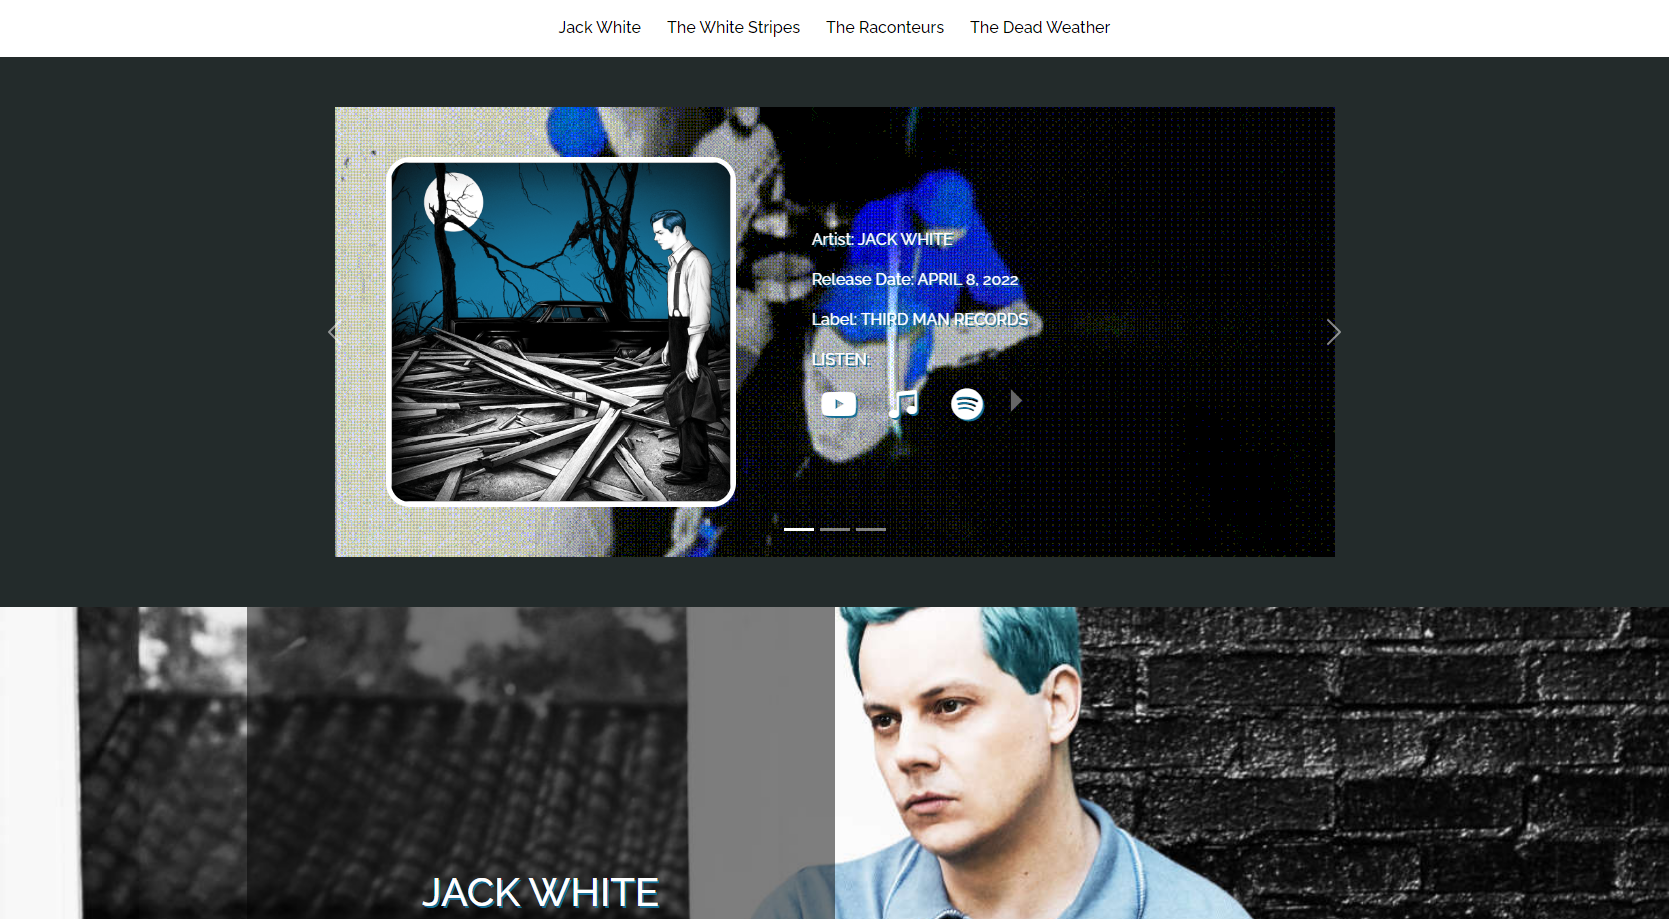 Jack White The White Stripes The Raconteurs The Dead Weather
Artist: JACK WHITE
Release Date: APRIL 8, 2022
Label: THIRD MAN RECORDS
LISTEN:
JACK WHITE